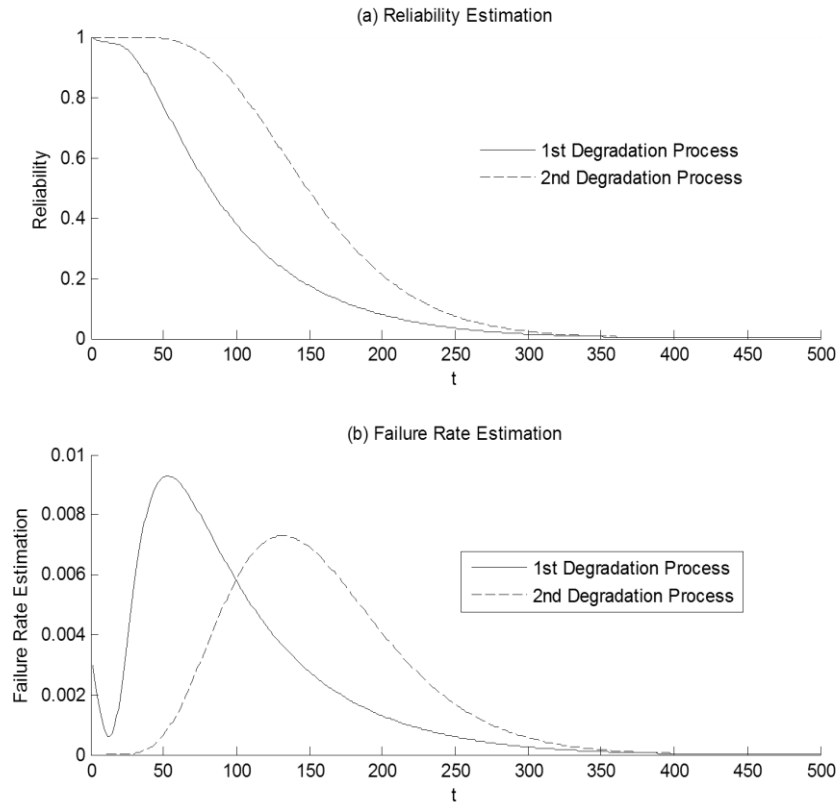 (a) Reliability Estimation
1
0.8
0.6
0.4
0.2
0
Reliability
1st Degradation Process
2nd Degradation Process
0 50 100 150 200 250 300 350 400 450 500
t
(b) Failure Rate Estimation
0.01
0.008
0.006
0.004
0.002
0
Failure Rate Estimation
1st Degradation Process
2nd Degradation Process
0 50 100 150 200 250 300 350 400 450 500
t